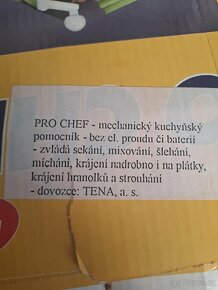 PRO CHEF - mechanický kuchyňský
pomocník - bez el. proudu či baterii
- zvládá sekání, mixování, šlehání,
míchání, krájení nadrobno i na plátky,
krájení hranolků a strouhání
- dovozce: TENA, a. s.